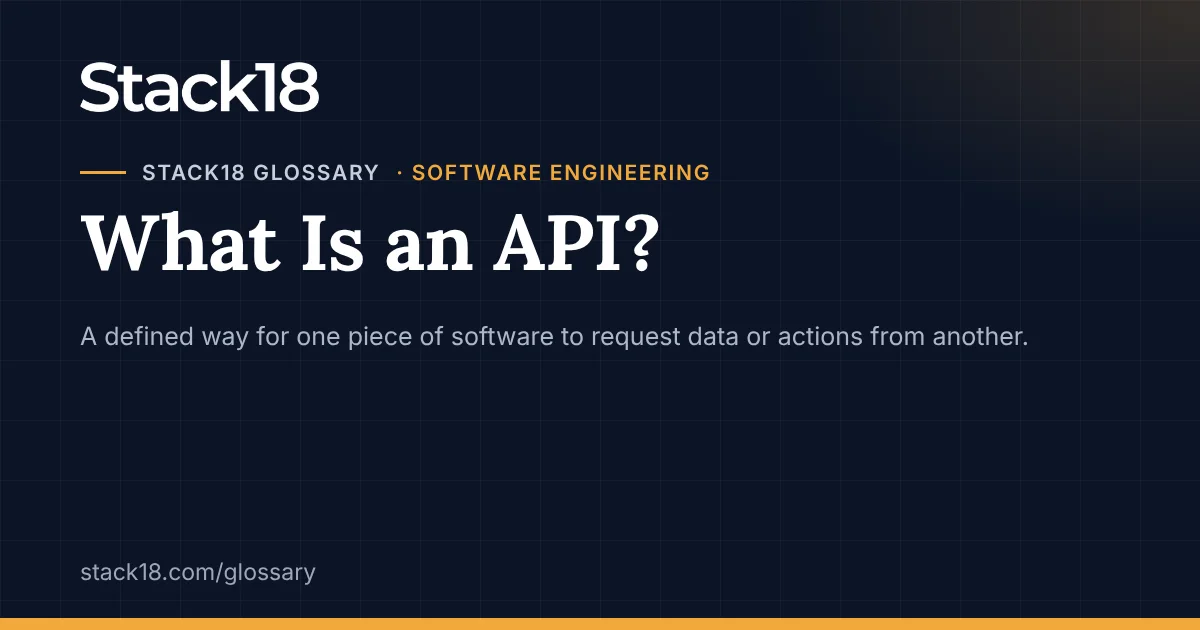 Stack18
STACK18 GLOSSARY · SOFTWARE ENGINEERING
What Is an API?
A defined way for one piece of software to request data or actions from another.
stack18.com/glossary